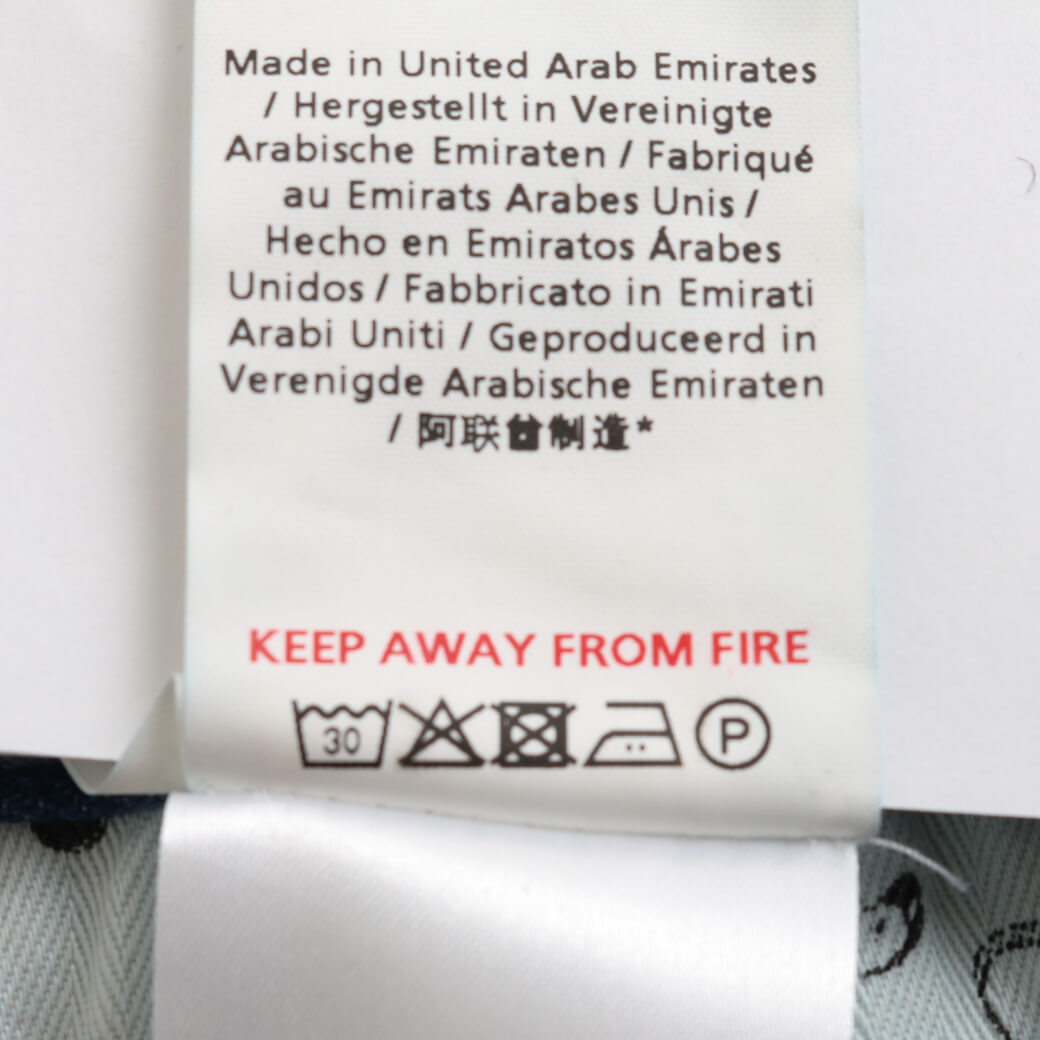 Made in United Arab Emirates
/ Hergestellt in Vereinigte
Arabische Emiraten / Fabriqué
au Emirats Arabes Unis /
Hecho en Emiratos Árabes
Unidos / Fabbricato in Emirati
Arabi Uniti / Geproduceerd in
Verenigde Arabische Emiraten
/ 阿联酋制造*
KEEP AWAY FROM FIRE
30 P